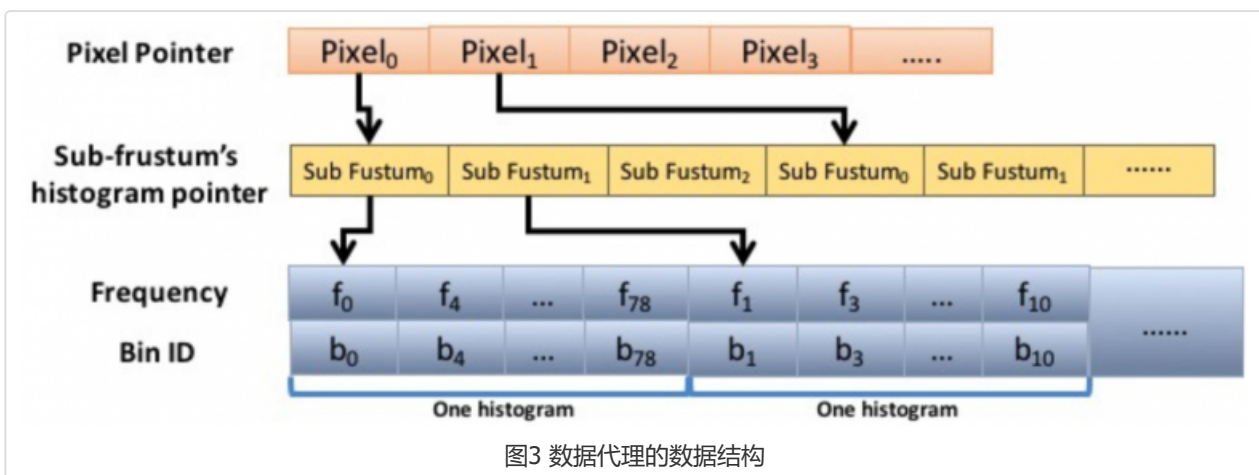 Pixel Pointer Pixel₀ Pixel₁ Pixel₂ Pixel₃ .....
Sub-frustum's
histogram pointer
Sub Fustum₀ Sub Fustum₁ Sub Fustum₂ Sub Fustum₀ Sub Fustum₁ ......
Frequency f₀ f₄ ... f₇₈ f₁ f₃ ... f₁₀
......
Bin ID b₀ b₄ ... b₇₈ b₁ b₃ ... b₁₀
One histogram One histogram
图3 数据代理的数据结构